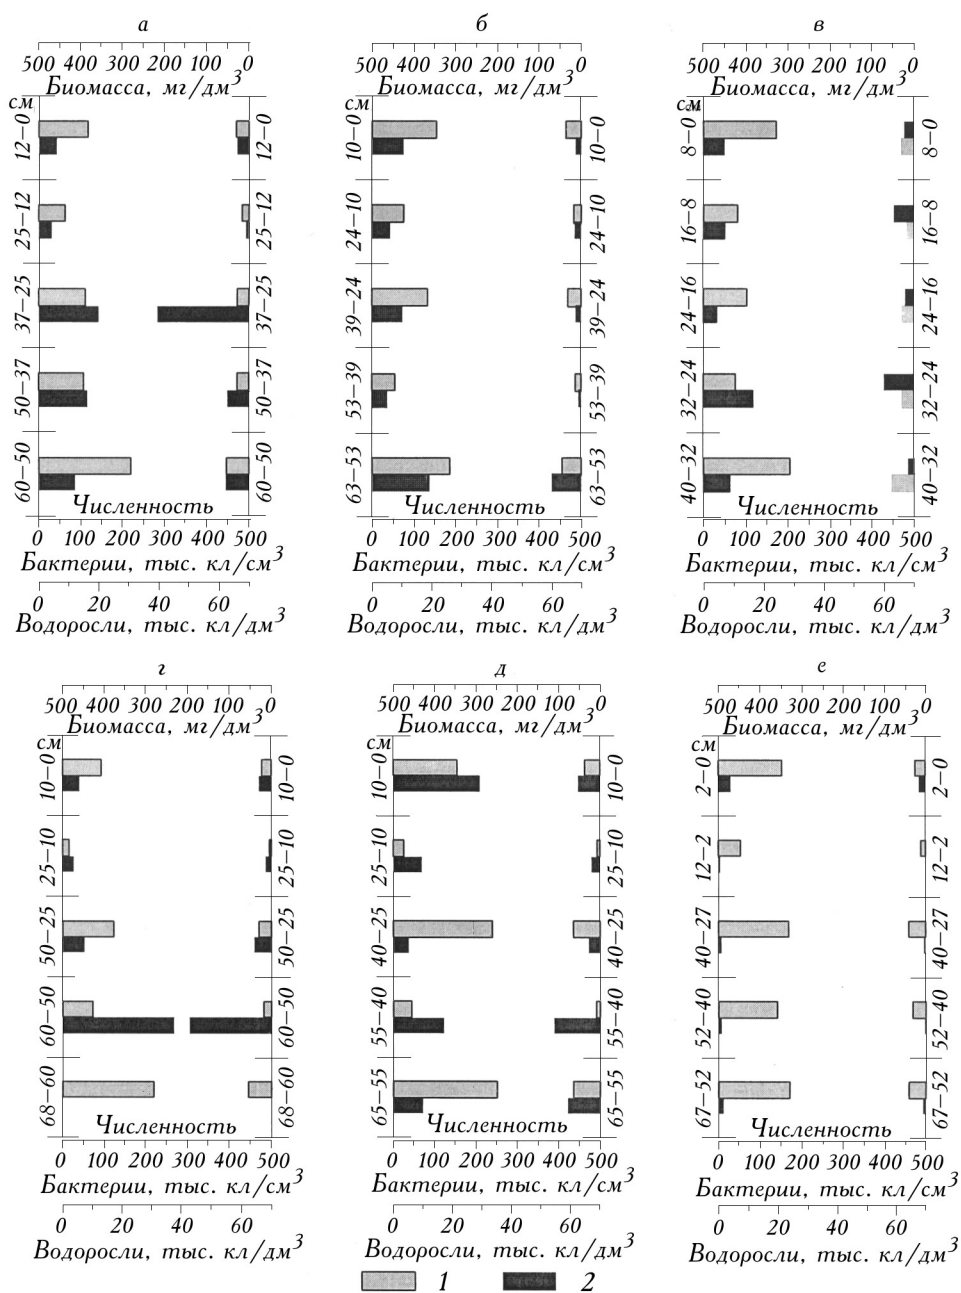 а б в
500 400 300 200 100 0 500 400 300 200 100 0 500 400 300 200 100 0
Биомасса, мг/дм³ Биомасса, мг/дм³ Биомасса, мг/дм³
см см см
12–0 12–0 10–0 10–0 8–0 8–0
25–12 25–12 24–10 24–10 16–8 16–8
37–25 37–25 39–24 39–24 24–16 24–16
50–37 50–37 53–39 53–39 32–24 32–24
60–50 60–50 63–53 63–53 40–32 40–32
Численность Численность Численность
0 100 200 300 400 500 0 100 200 300 400 500 0 100 200 300 400 500
Бактерии, тыс. кл/см³ Бактерии, тыс. кл/см³ Бактерии, тыс. кл/см³
0 20 40 60 0 20 40 60 0 20 40 60
Водоросли, тыс. кл/дм³ Водоросли, тыс. кл/дм³ Водоросли, тыс. кл/дм³
г д е
500 400 300 200 100 0 500 400 300 200 100 0 500 400 300 200 100 0
Биомасса, мг/дм³ Биомасса, мг/дм³ Биомасса, мг/дм³
см см см
10–0 10–0 10–0 10–0 2–0 2–0
25–10 25–10 25–10 25–10 12–2 12–2
50–25 50–25 40–25 40–25 40–27 40–27
60–50 60–50 55–40 55–40 52–40 52–40
68–60 68–60 65–55 65–55 67–52 67–52
Численность Численность Численность
0 100 200 300 400 500 0 100 200 300 400 500 0 100 200 300 400 500
Бактерии, тыс. кл/см³ Бактерии, тыс. кл/см³ Бактерии, тыс. кл/см³
0 20 40 60 0 20 40 60 0 20 40 60
Водоросли, тыс. кл/дм³ Водоросли, тыс. кл/дм³ Водоросли, тыс. кл/дм³
1 2